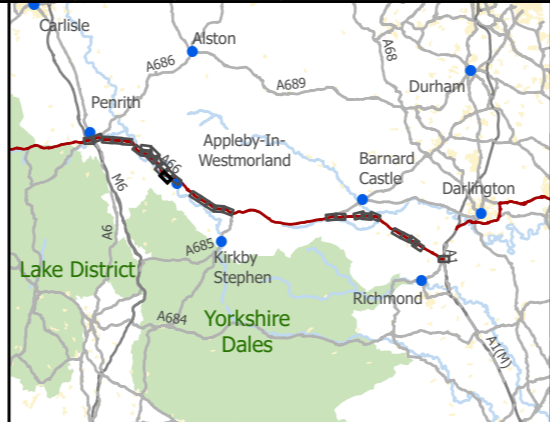 Carlisle
Alston
A68
A686
A689
Durham
Penrith
Appleby-In-
Westmorland
Barnard
Castle
A66
Darlington
M6
A6
A685
Kirkby
Stephen
A1
Lake District
Richmond
A684
Yorkshire
Dales
A1(M)